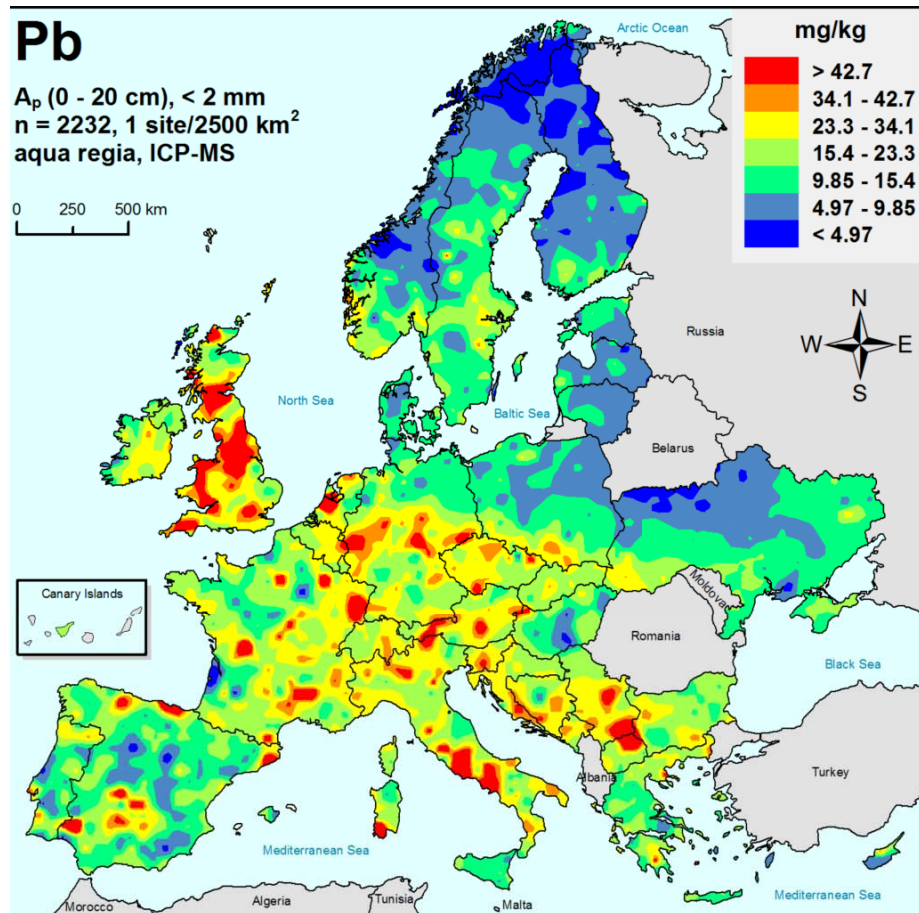 Pb
A_p (0 - 20 cm), < 2 mm
n = 2232, 1 site/2500 km²
aqua regia, ICP-MS
0 250 500 km
mg/kg
> 42.7
34.1 - 42.7
23.3 - 34.1
15.4 - 23.3
9.85 - 15.4
4.97 - 9.85
< 4.97
Arctic Ocean
N
W E
S
Russia
North Sea
Baltic Sea
Belarus
Canary Islands
Moldova
Romania
Black Sea
Albania
Turkey
Mediterranean Sea
Mediterranean Sea
Morocco
Algeria
Tunisia
Malta